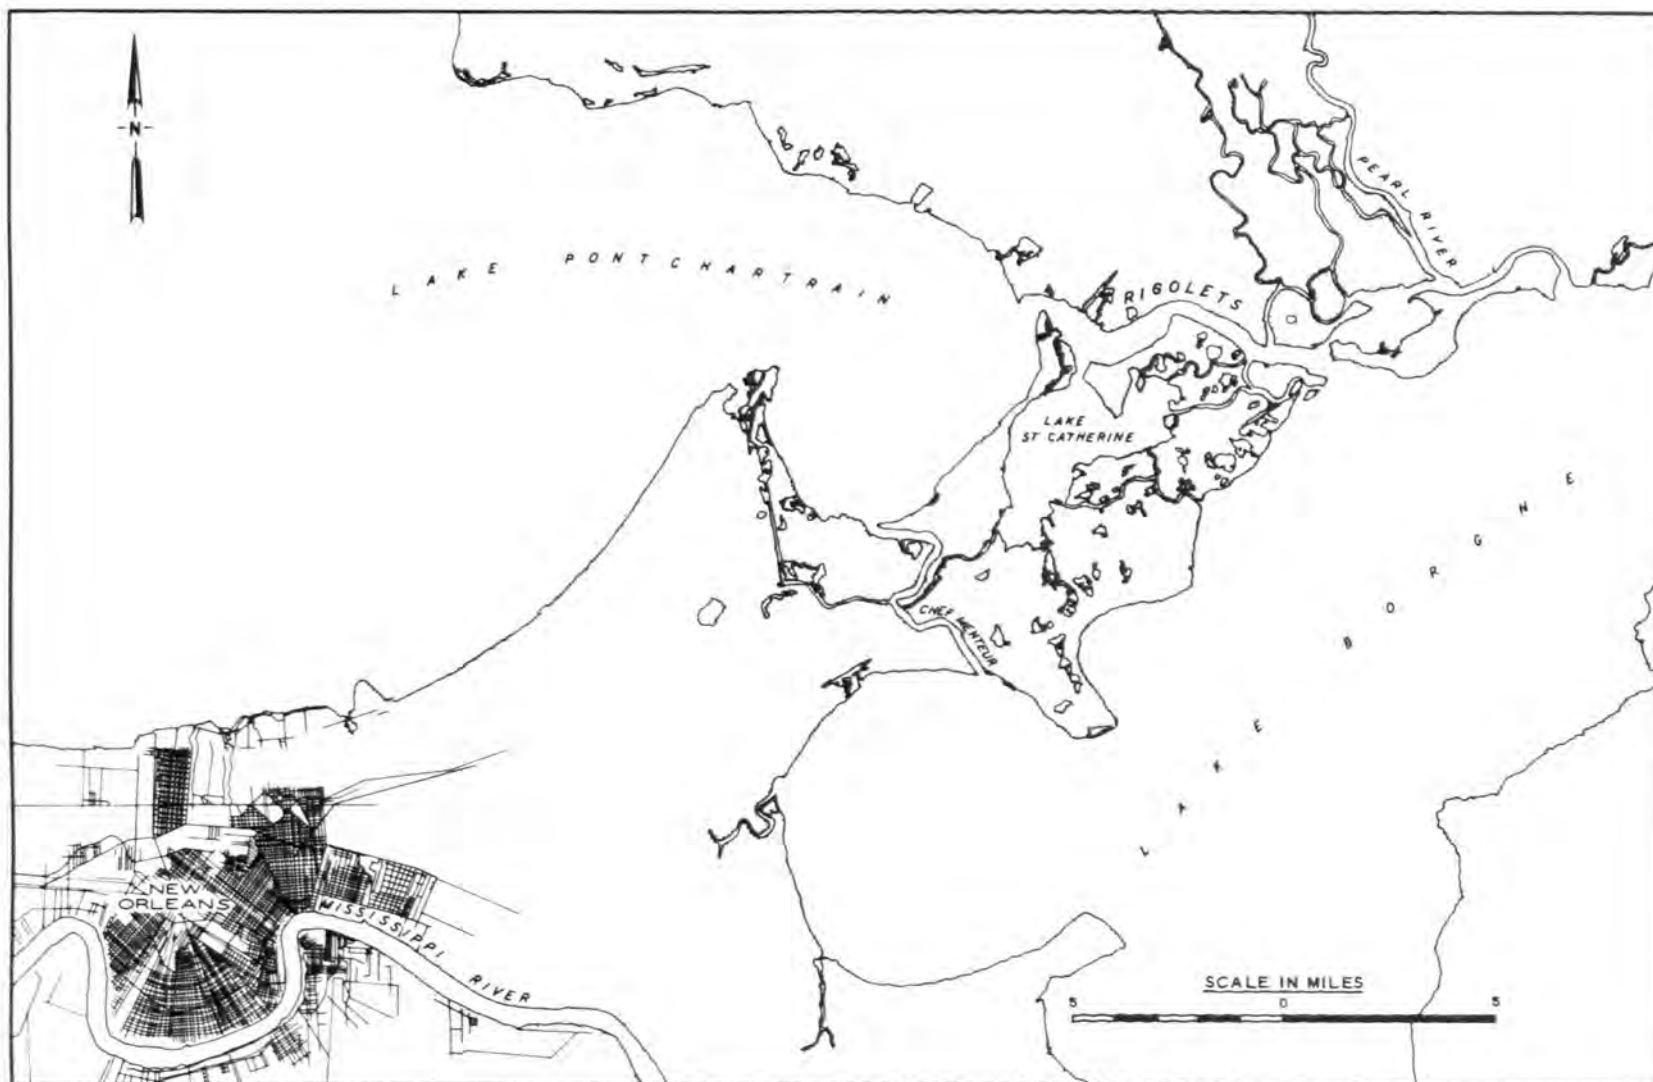 N
PEARL RIVER
LAKE PONTCHARTRAIN
RIGOLETS
LAKE
ST CATHERINE
LAKE BORGNE
CHEF MENTEUR
NEW
ORLEANS
MISSISSIPPI RIVER
SCALE IN MILES
5 0 5